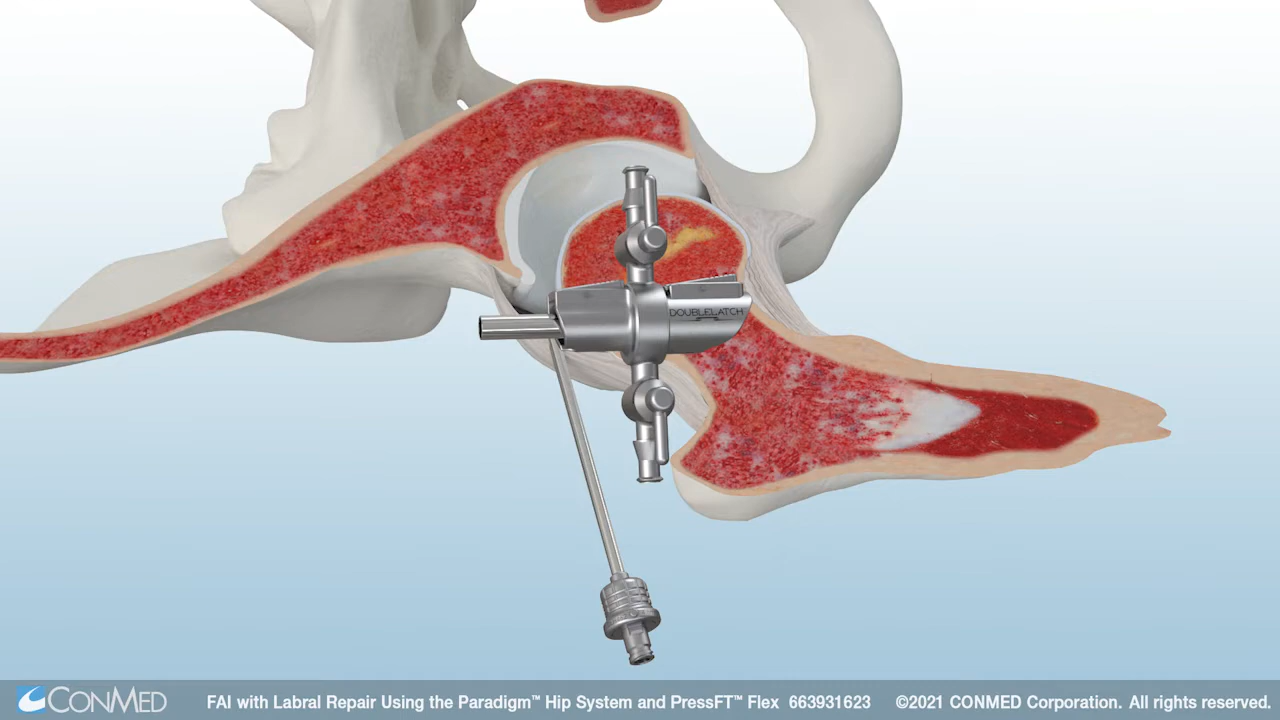 DOUBLELATCH
CONMED FAI with Labral Repair Using the Paradigm™ Hip System and PressFT™ Flex 663931623 ©2021 CONMED Corporation. All rights reserved.